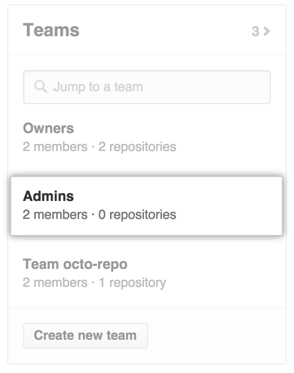 Teams 3 >
Jump to a team
Owners
2 members · 2 repositories
Admins
2 members · 0 repositories
Team octo-repo
2 members · 1 repository
Create new team